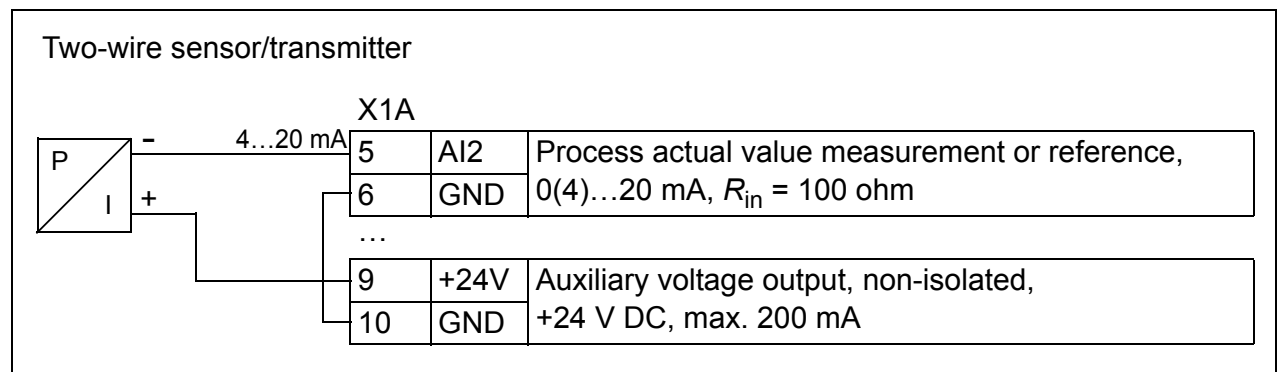 Two-wire sensor/transmitter
X1A
P
I
-
+
4…20 mA
5 AI2 Process actual value measurement or reference,
6 GND 0(4)…20 mA, Rin = 100 ohm
…
9 +24V Auxiliary voltage output, non-isolated,
10 GND +24 V DC, max. 200 mA